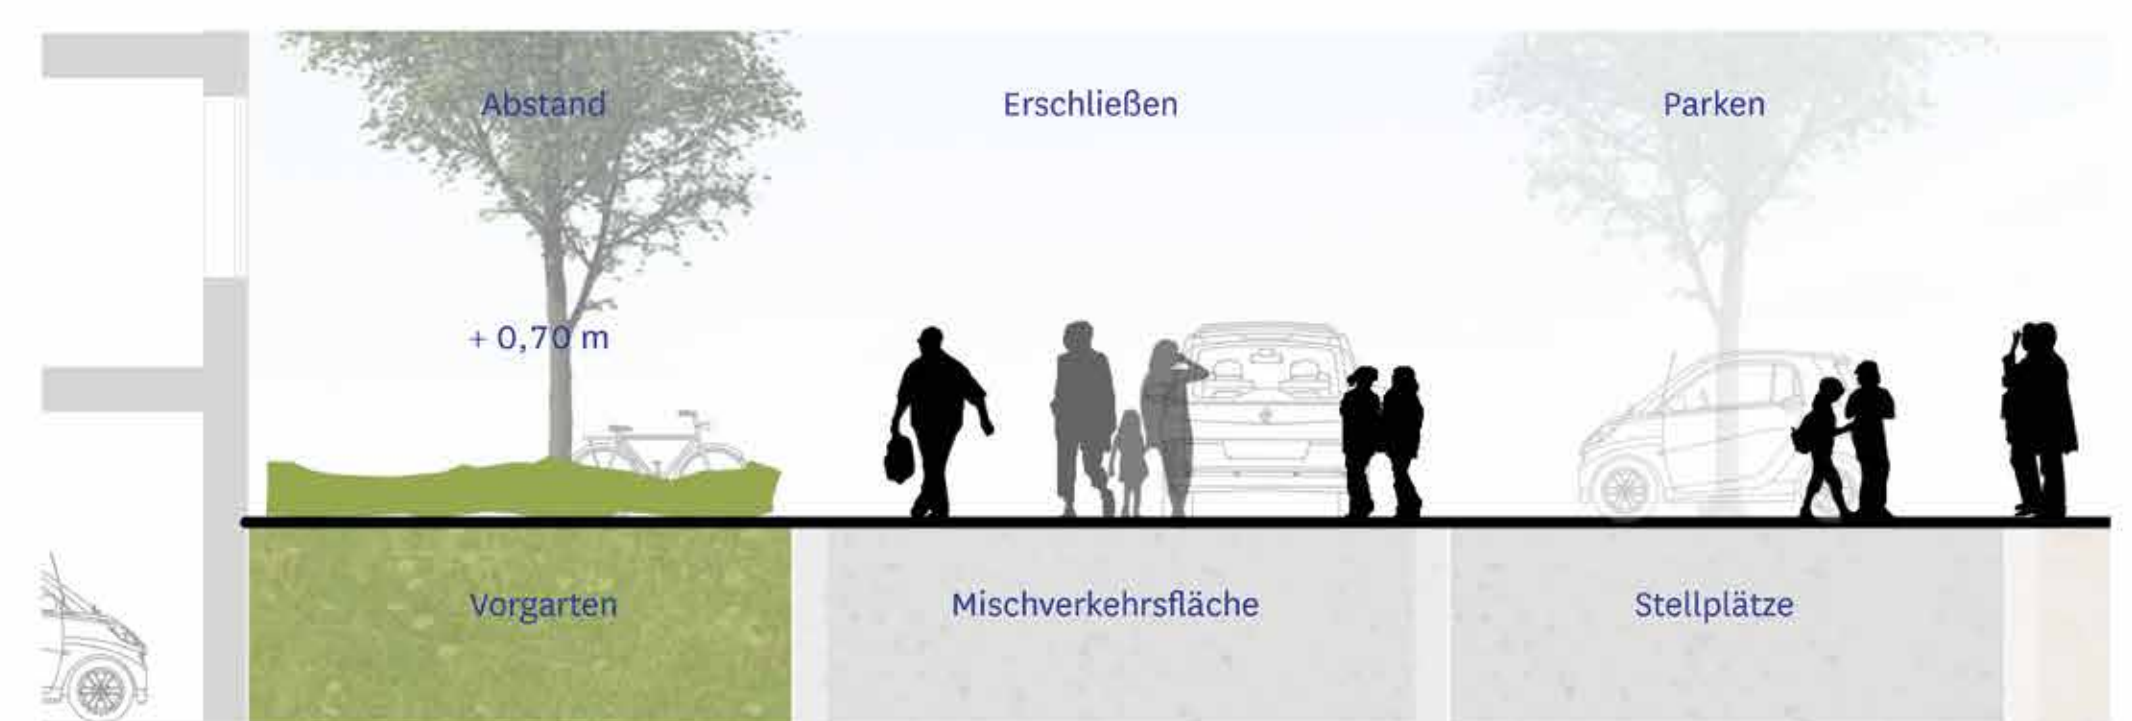 Abstand
Erschließen
Parken
+ 0,70 m
Vorgarten
Mischverkehrsfläche
Stellplätze